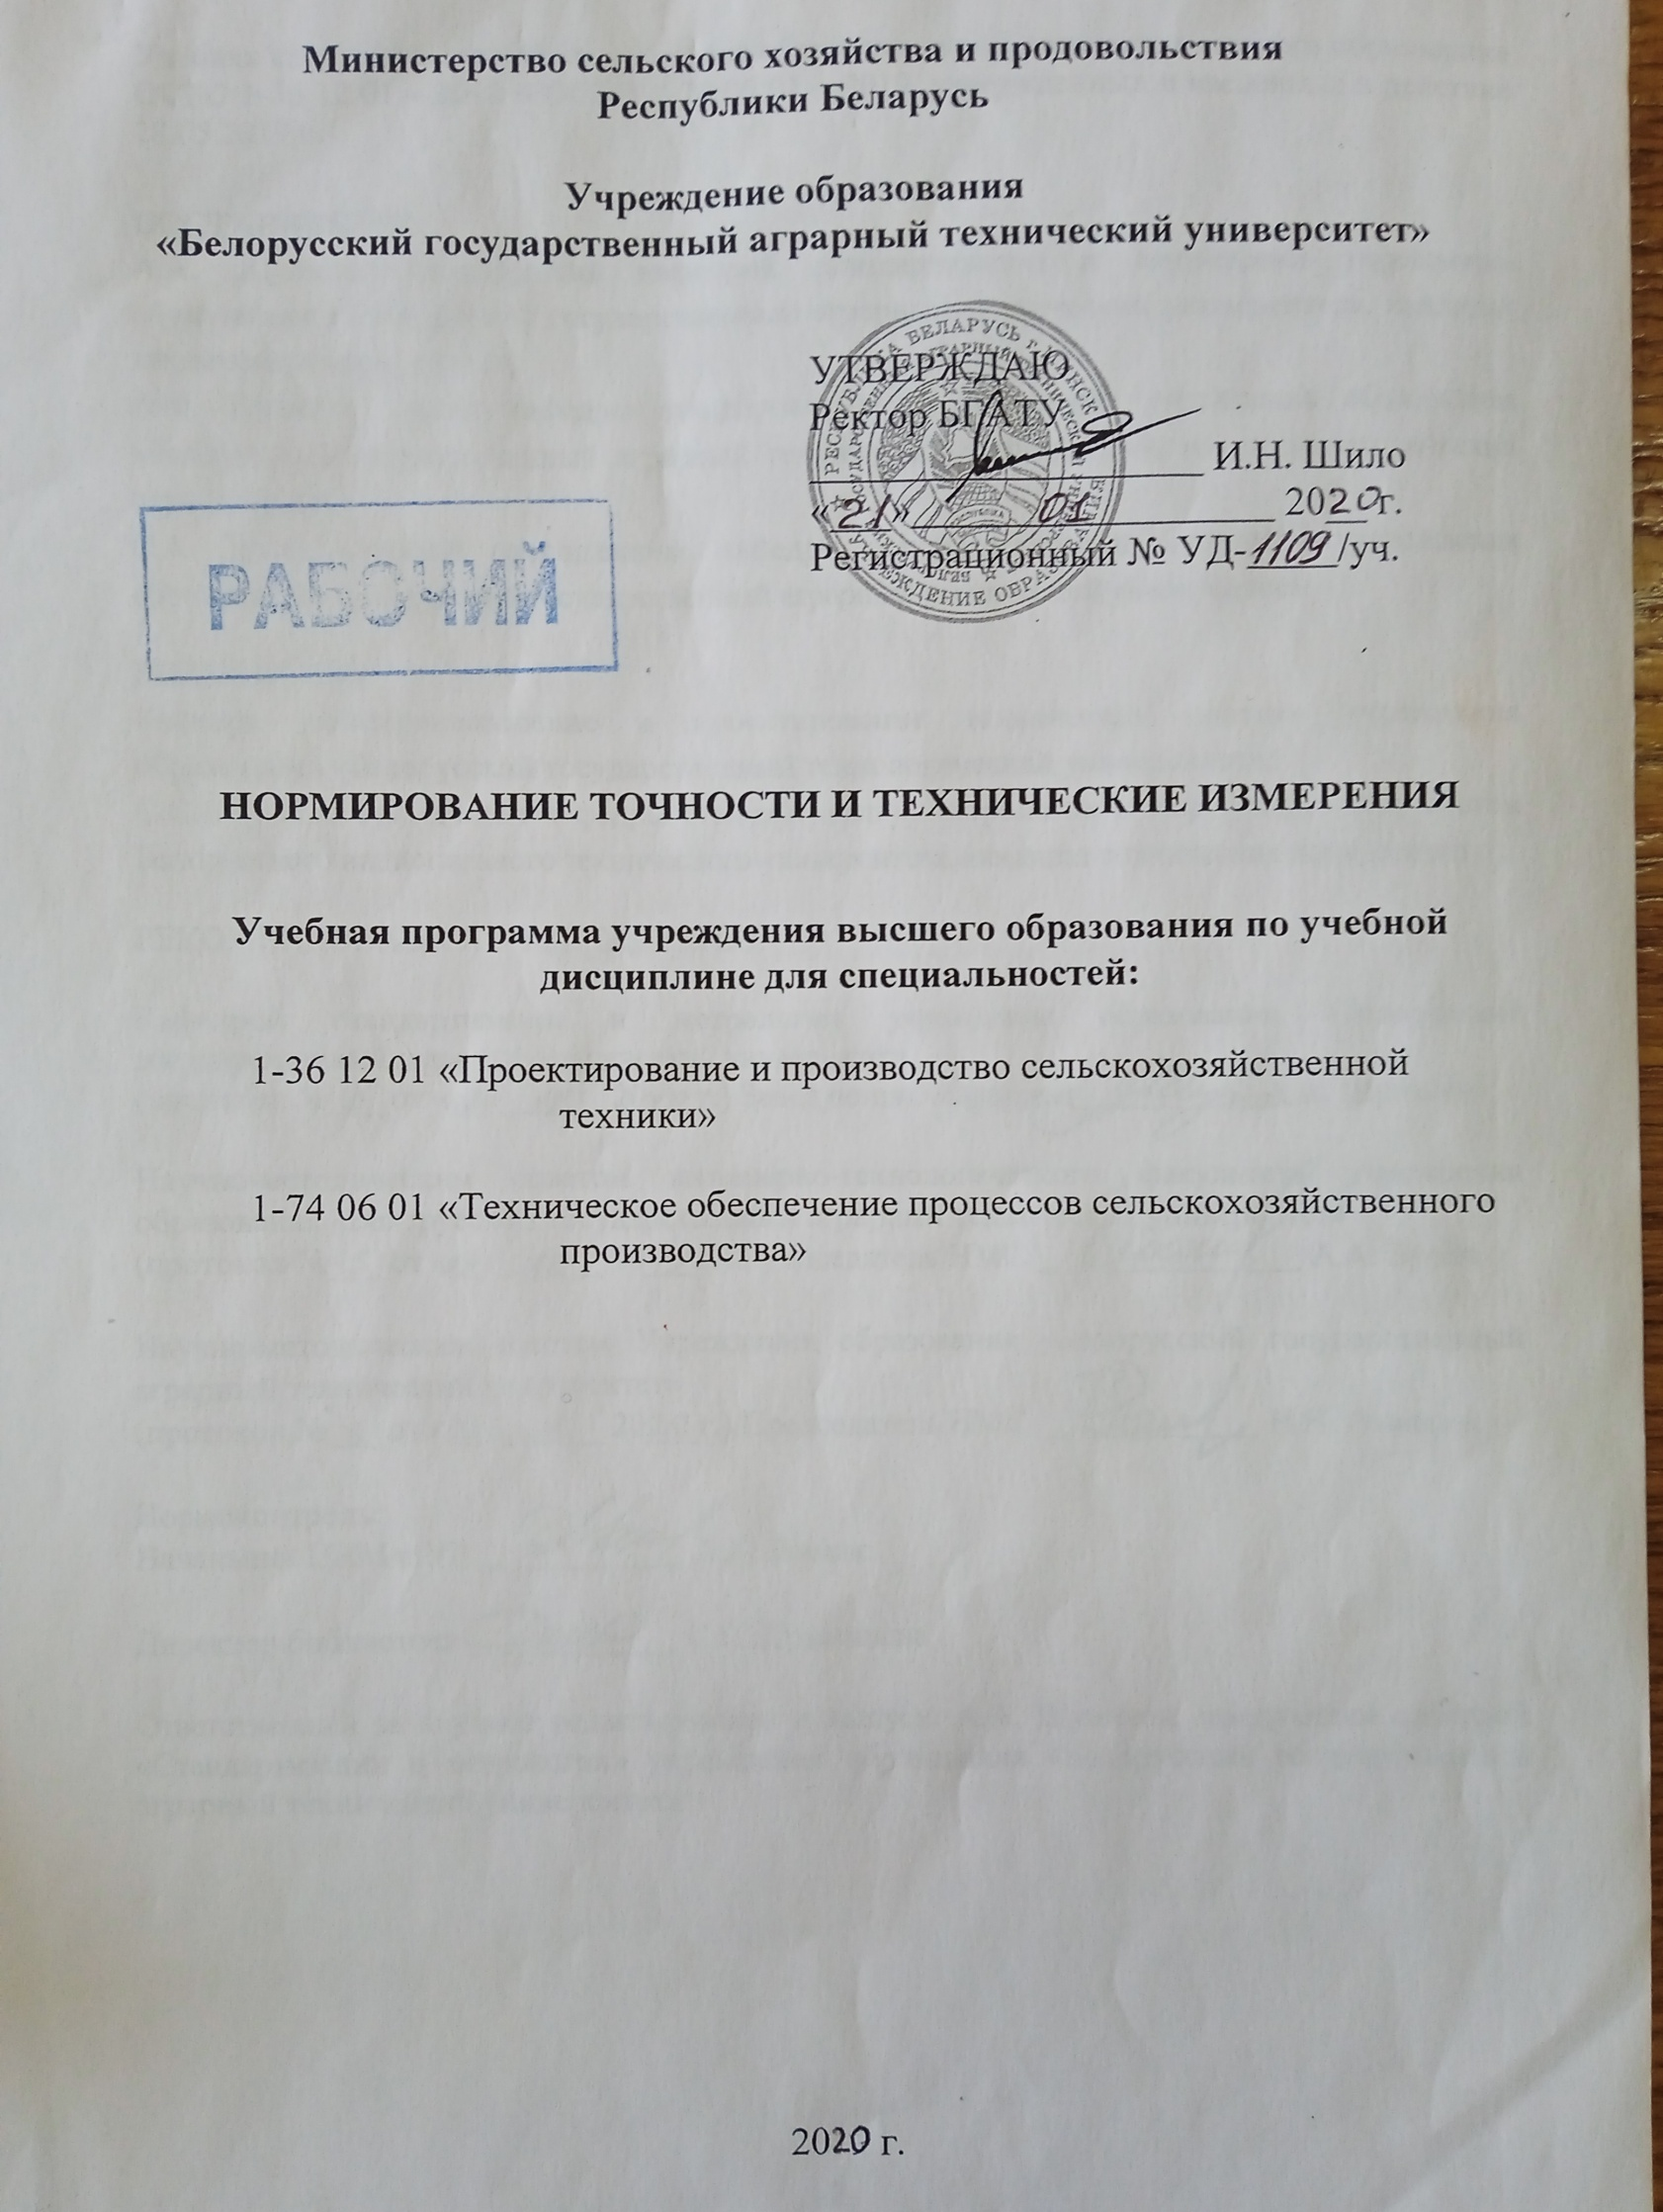 Министерство сельского хозяйства и продовольствия
Республики Беларусь
Учреждение образования
«Белорусский государственный аграрный технический университет»
УТВЕРЖДАЮ
Ректор БГАТУ
И.Н. Шило
«21» 01 2020г.
Регистрационный № УД-1109/уч.
РАБОЧИЙ
НОРМИРОВАНИЕ ТОЧНОСТИ И ТЕХНИЧЕСКИЕ ИЗМЕРЕНИЯ
Учебная программа учреждения высшего образования по учебной
дисциплине для специальностей:
1-36 12 01 «Проектирование и производство сельскохозяйственной
техники»
1-74 06 01 «Техническое обеспечение процессов сельскохозяйственного
производства»
2020 г.